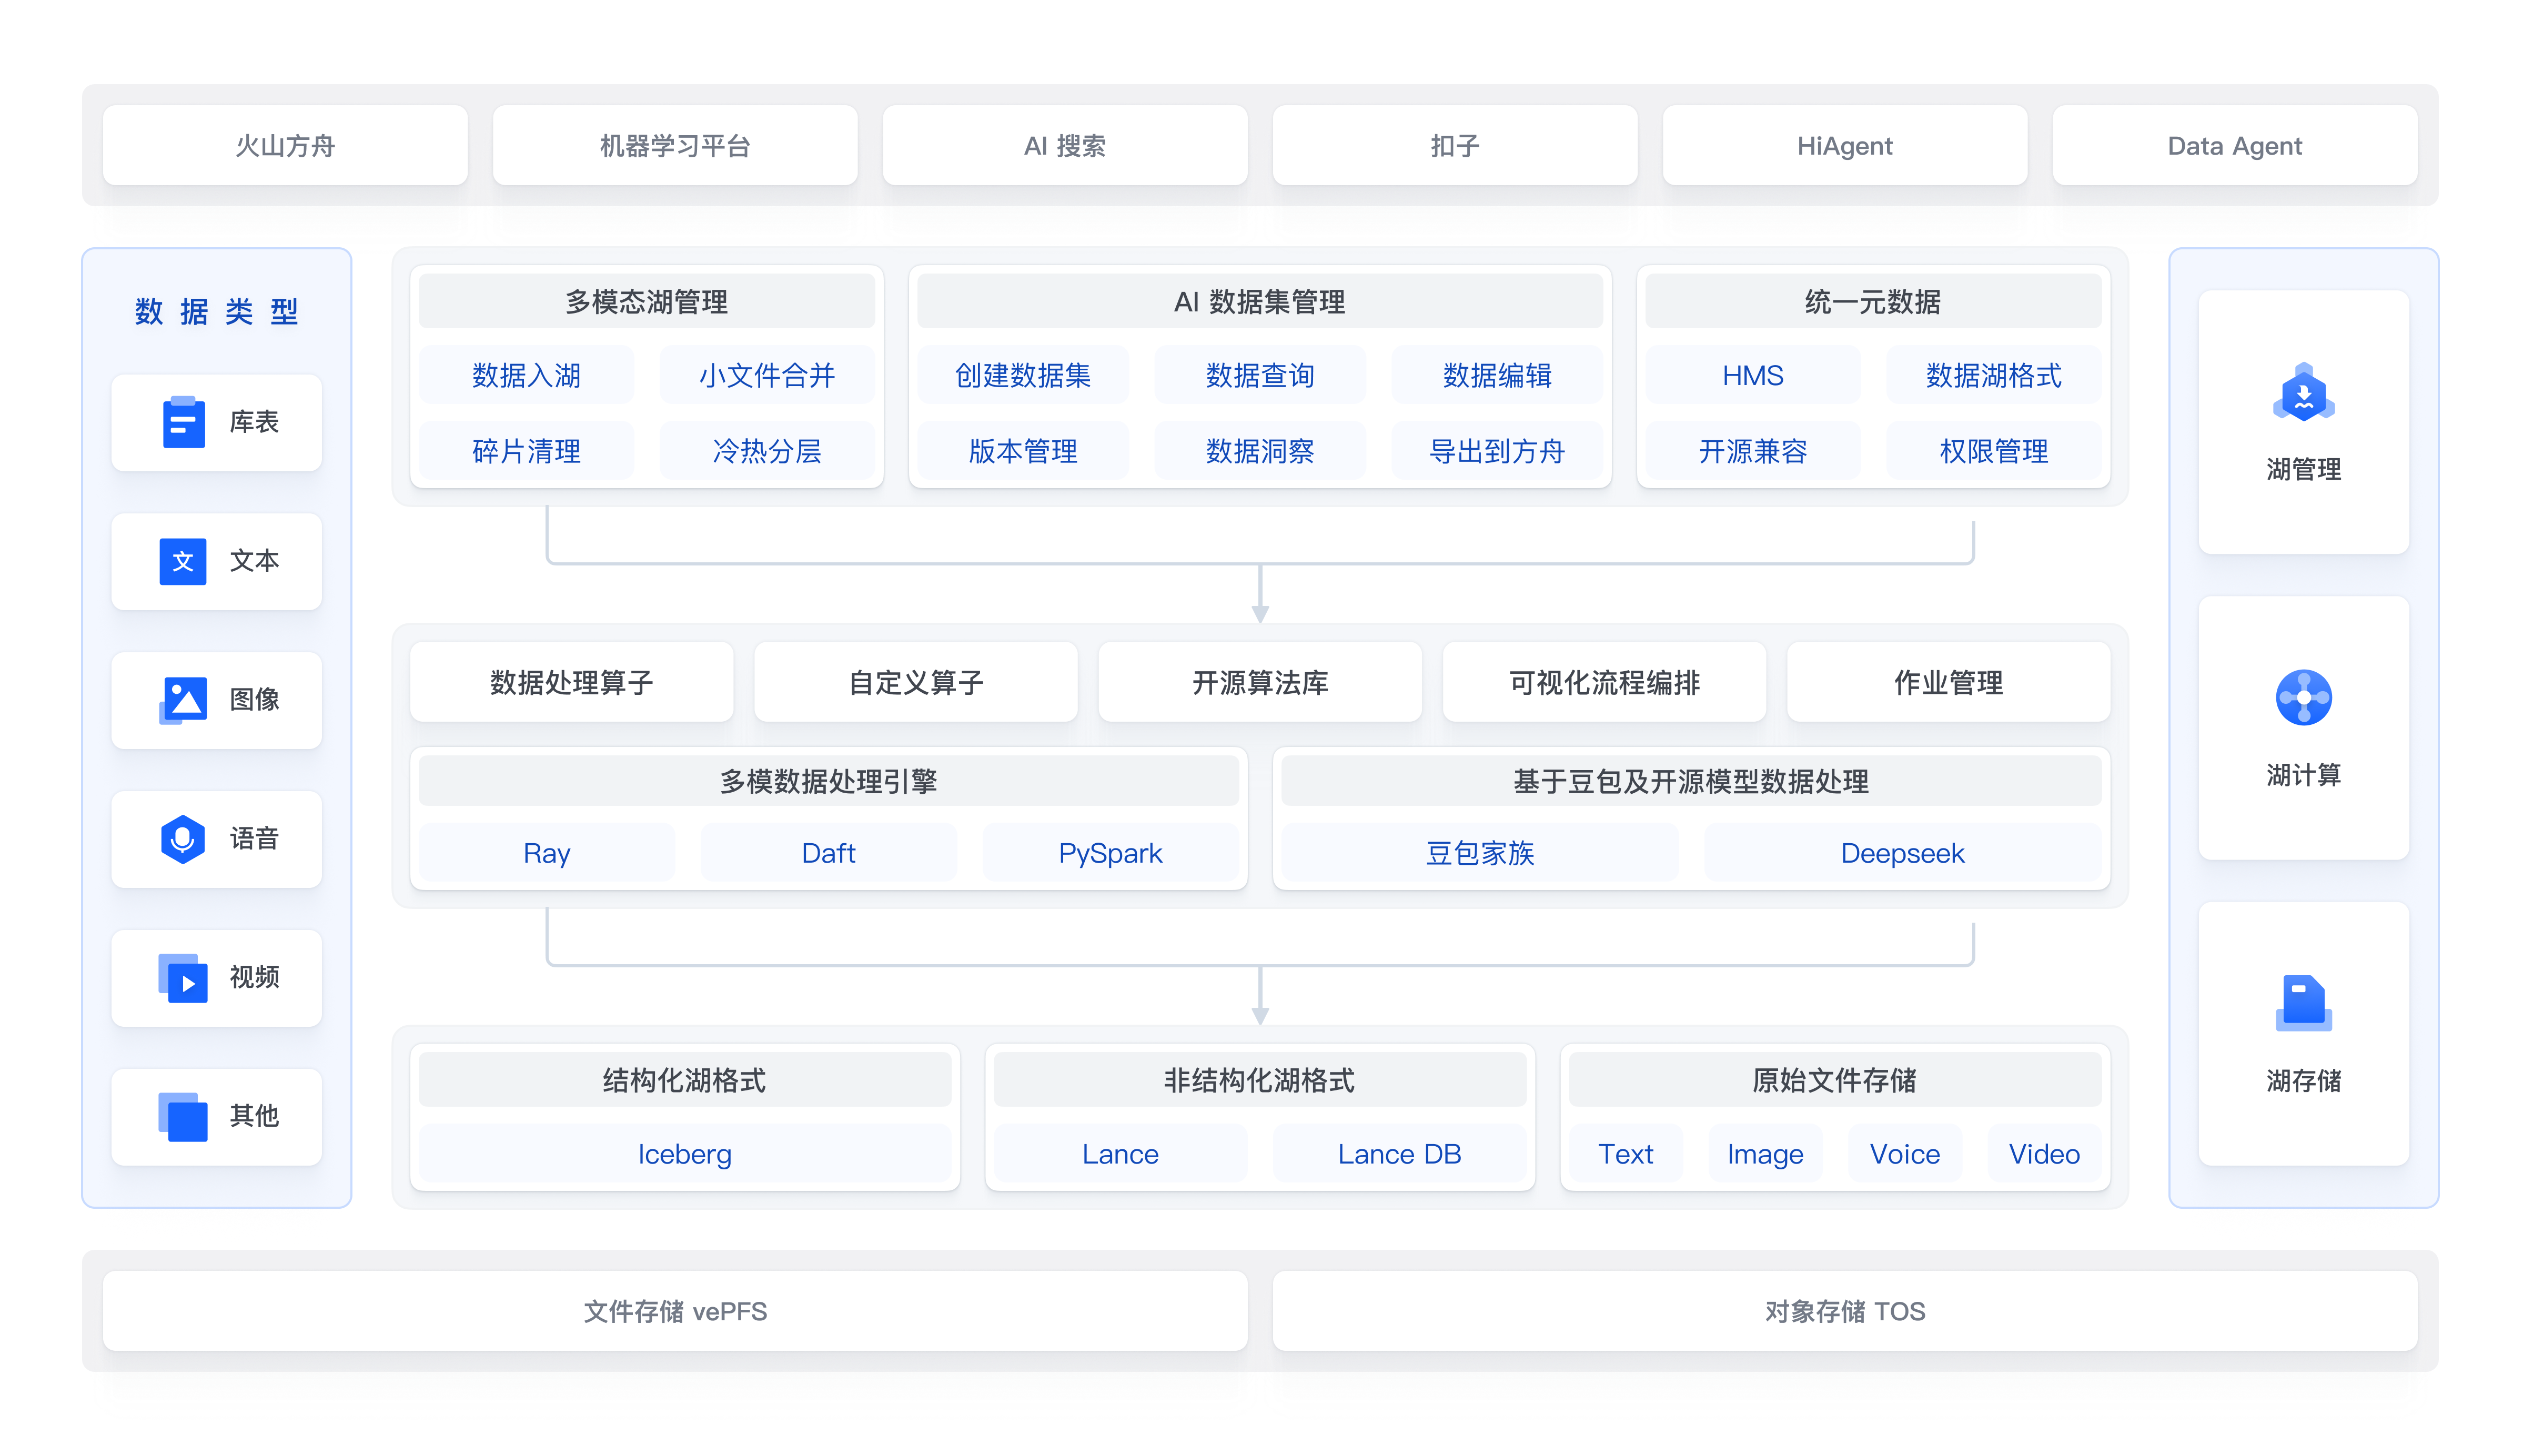 火山方舟
机器学习平台
AI 搜索
扣子
HiAgent
Data Agent
数据类型
库表
文
文本
图像
语音
视频
其他
多模态湖管理
数据入湖
小文件合并
碎片清理
冷热分层
AI 数据集管理
创建数据集
数据查询
数据编辑
版本管理
数据洞察
导出到方舟
统一元数据
HMS
数据湖格式
开源兼容
权限管理
数据处理算子
自定义算子
开源算法库
可视化流程编排
作业管理
多模数据处理引擎
Ray
Daft
PySpark
基于豆包及开源模型数据处理
豆包家族
Deepseek
结构化湖格式
Iceberg
非结构化湖格式
Lance
Lance DB
原始文件存储
Text
Image
Voice
Video
湖管理
湖计算
湖存储
文件存储 vePFS
对象存储 TOS